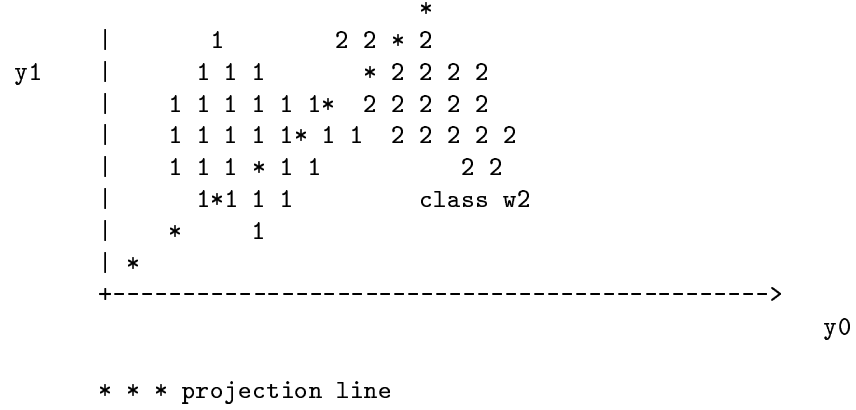 *
       |       1        2 2 * 2
y1     |      1 1 1       * 2 2 2 2
       |    1 1 1 1 1 1*  2 2 2 2 2
       |    1 1 1 1 1* 1 1  2 2 2 2 2
       |    1 1 1 * 1 1          2 2
       |      1*1 1 1         class w2
       |    *     1
       | *
       +----------------------------------------------->
                                                           y0
       * * * projection line